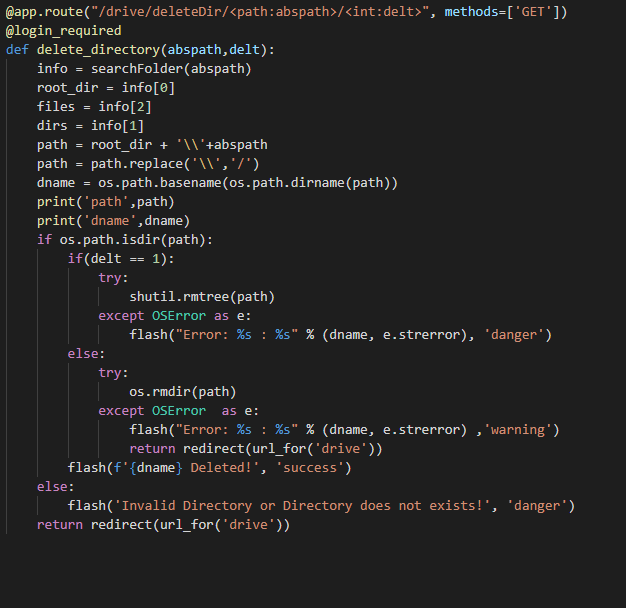 @app.route("/drive/deleteDir/<path:abspath>/<int:delt>", methods=['GET'])
@login_required
def delete_directory(abspath,delt):
    info = searchFolder(abspath)
    root_dir = info[0]
    files = info[2]
    dirs = info[1]
    path = root_dir + '\\'+abspath
    path = path.replace('\\','/')
    dname = os.path.basename(os.path.dirname(path))
    print('path',path)
    print('dname',dname)
    if os.path.isdir(path):
        if(delt == 1):
            try:
                shutil.rmtree(path)
            except OSError as e:
                flash("Error: %s : %s" % (dname, e.strerror), 'danger')
        else:
            try:
                os.rmdir(path)
            except OSError  as e:
                flash("Error: %s : %s" % (dname, e.strerror) ,'warning')
                return redirect(url_for('drive'))
        flash(f'{dname} Deleted!', 'success')
    else:
        flash('Invalid Directory or Directory does not exists!', 'danger')
    return redirect(url_for('drive'))